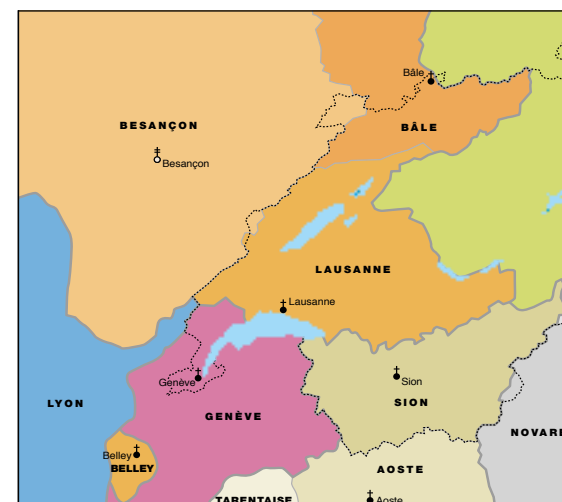 Bâle
BESANÇON
BÂLE
Besançon
LAUSANNE
Lausanne
Genève
Sion
LYON
SION
GENÈVE
NOVARE
Belley
BELLEY
AOSTE
TARENTAISE
Aoste